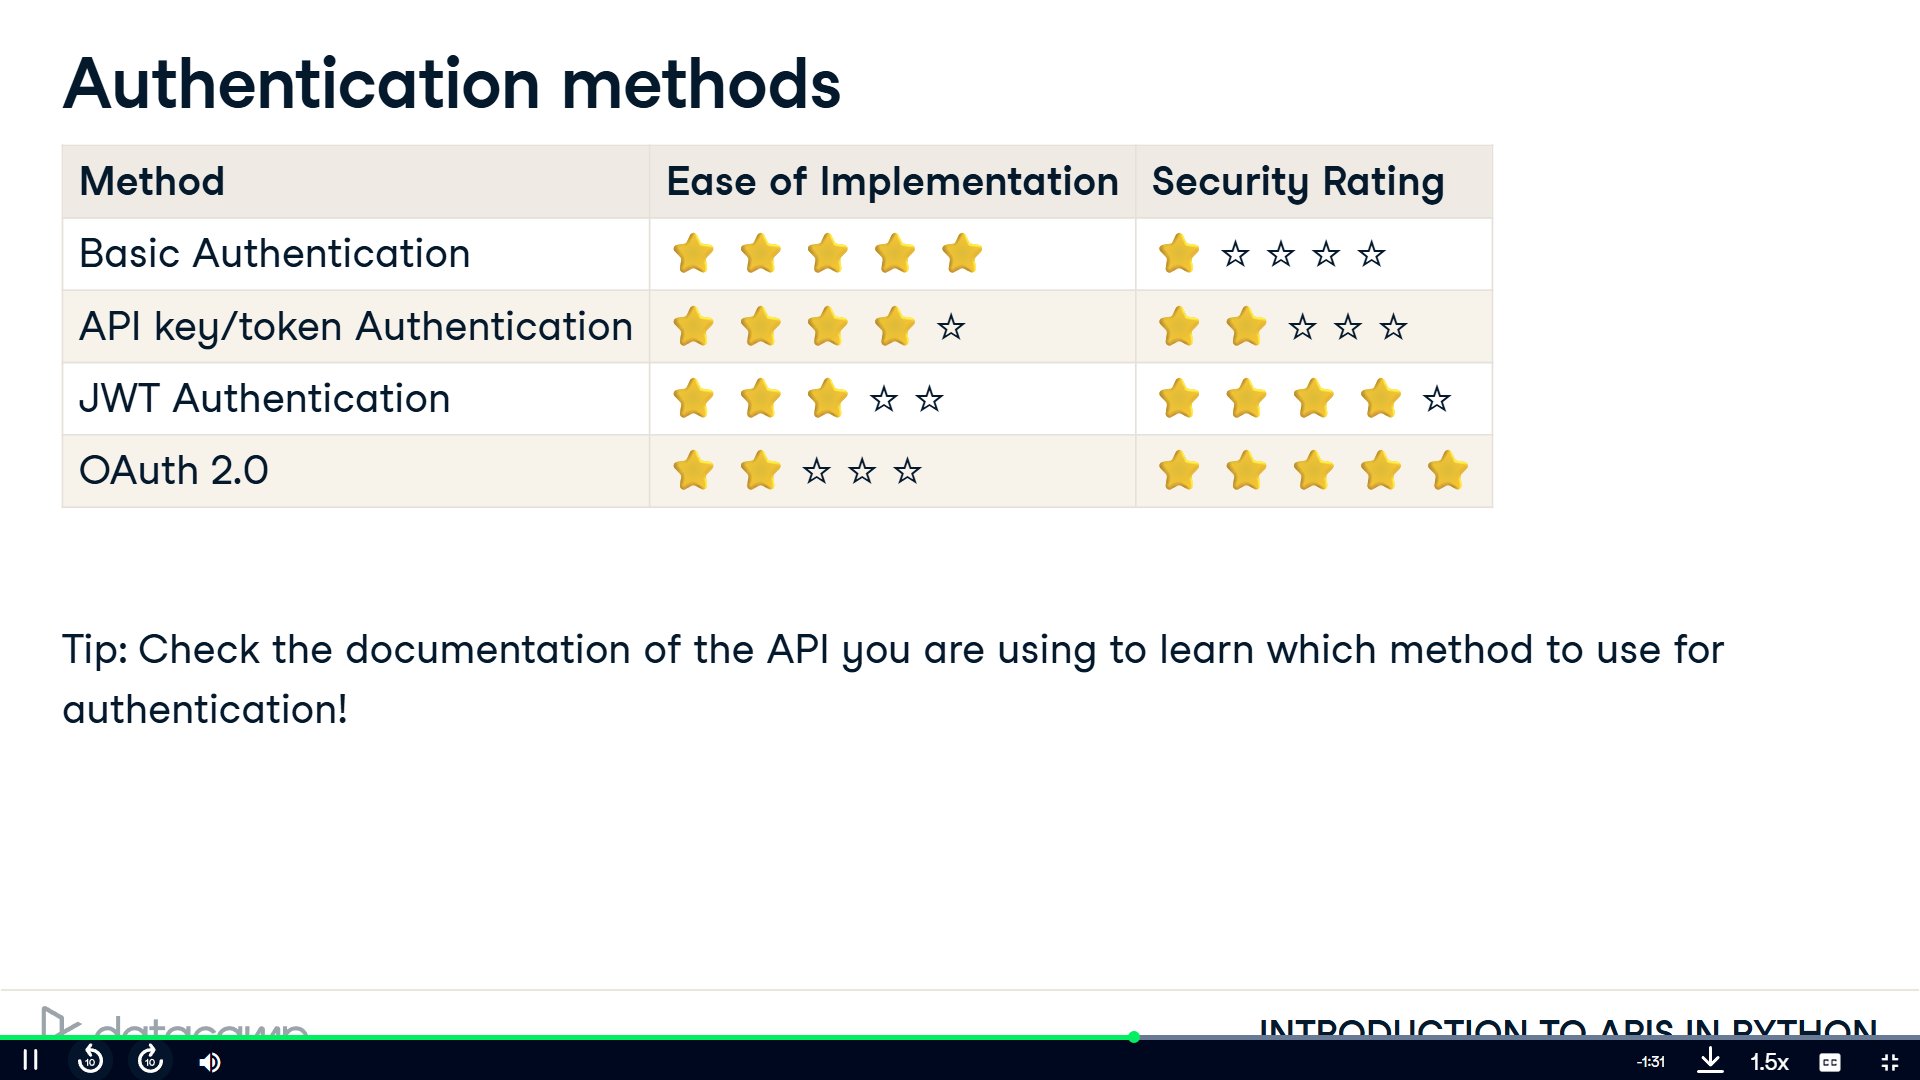 Authentication methods
Method Ease of Implementation Security Rating
Basic Authentication ⭐ ⭐ ⭐ ⭐ ⭐ ⭐ ☆ ☆ ☆ ☆
API key/token Authentication ⭐ ⭐ ⭐ ⭐ ☆ ⭐ ⭐ ☆ ☆ ☆
JWT Authentication ⭐ ⭐ ⭐ ☆ ☆ ⭐ ⭐ ⭐ ⭐ ☆
OAuth 2.0 ⭐ ⭐ ☆ ☆ ☆ ⭐ ⭐ ⭐ ⭐ ⭐
Tip: Check the documentation of the API you are using to learn which method to use for
authentication!
datacamp INTRODUCTION TO APIS IN PYTHON
10 10 -1:31 1.5x CC